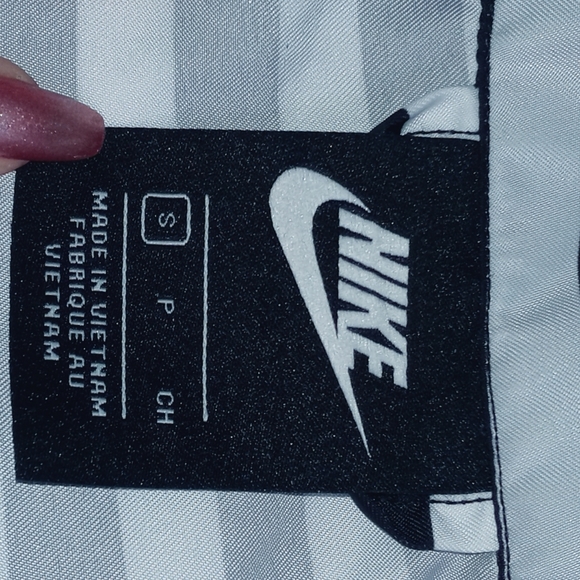 NIKE
S P CH
MADE IN VIETNAM
FABRIQUE AU
VIETNAM